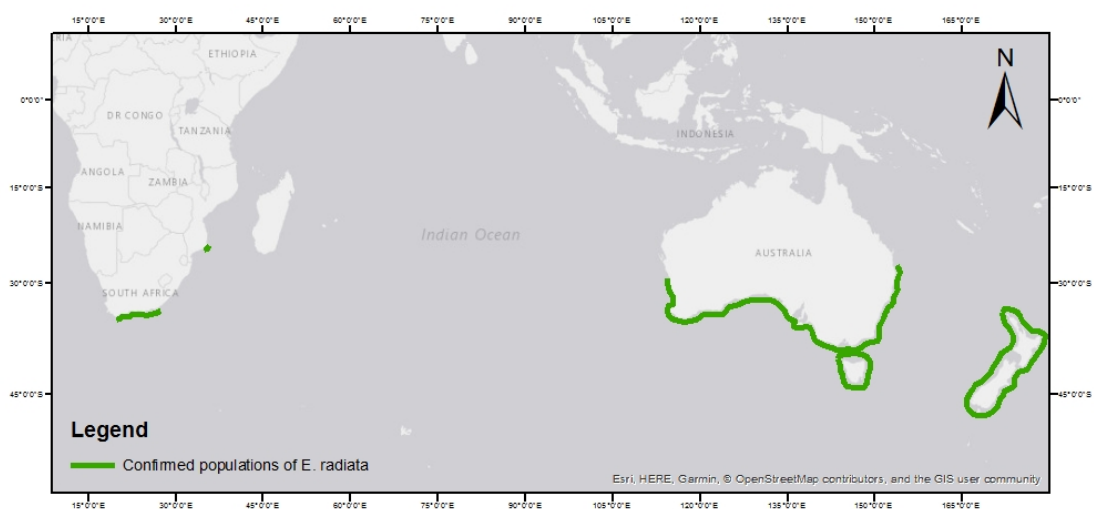 15°0'0"E 30°0'0"E 45°0'0"E 60°0'0"E 75°0'0"E 90°0'0"E 105°0'0"E 120°0'0"E 135°0'0"E 150°0'0"E 165°0'0"E
RIA
ETHIOPIA
N
0°0'0" 0°0'0"
DR CONGO
TANZANIA
INDONESIA
ANGOLA
ZAMBIA
15°0'0"S 15°0'0"S
NAMIBIA
Indian Ocean
AUSTRALIA
30°0'0"S 30°0'0"S
SOUTH AFRICA
45°0'0"S 45°0'0"S
Legend
Confirmed populations of E. radiata
Esri, HERE, Garmin, © OpenStreetMap contributors, and the GIS user community
15°0'0"E 30°0'0"E 45°0'0"E 60°0'0"E 75°0'0"E 90°0'0"E 105°0'0"E 120°0'0"E 135°0'0"E 150°0'0"E 165°0'0"E